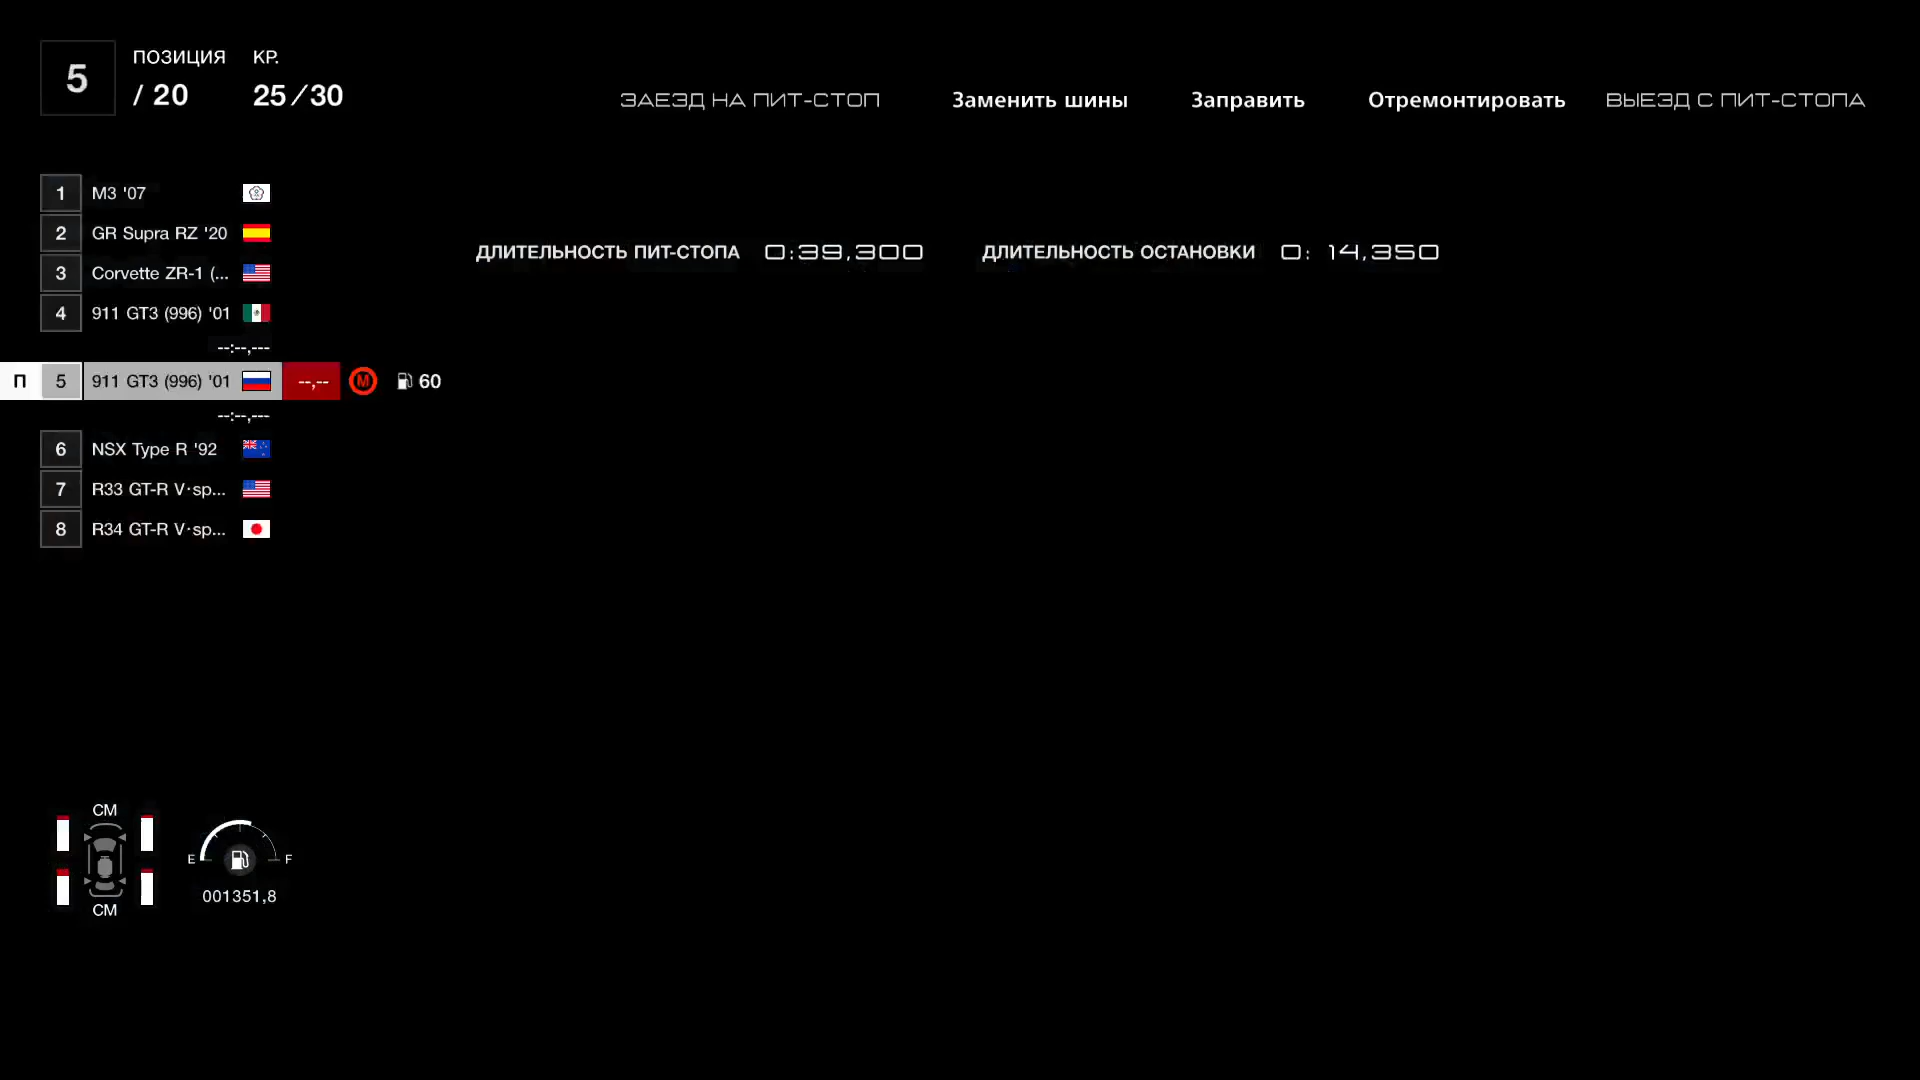 5
ПОЗИЦИЯ КР.
/ 20 25/30
ЗАЕЗД НА ПИТ-СТОП Заменить шины Заправить Отремонтировать ВЫЕЗД С ПИТ-СТОПА
1 M3 '07
2 GR Supra RZ '20
ДЛИТЕЛЬНОСТЬ ПИТ-СТОПА 0:39,300 ДЛИТЕЛЬНОСТЬ ОСТАНОВКИ 0: 14,350
3 Corvette ZR-1 (...
4 911 GT3 (996) '01
--:--,---
П 5 911 GT3 (996) '01 --,-- M 60
--:--,---
6 NSX Type R '92
7 R33 GT-R V·sp...
8 R34 GT-R V·sp...
CM
E F
001351,8
CM